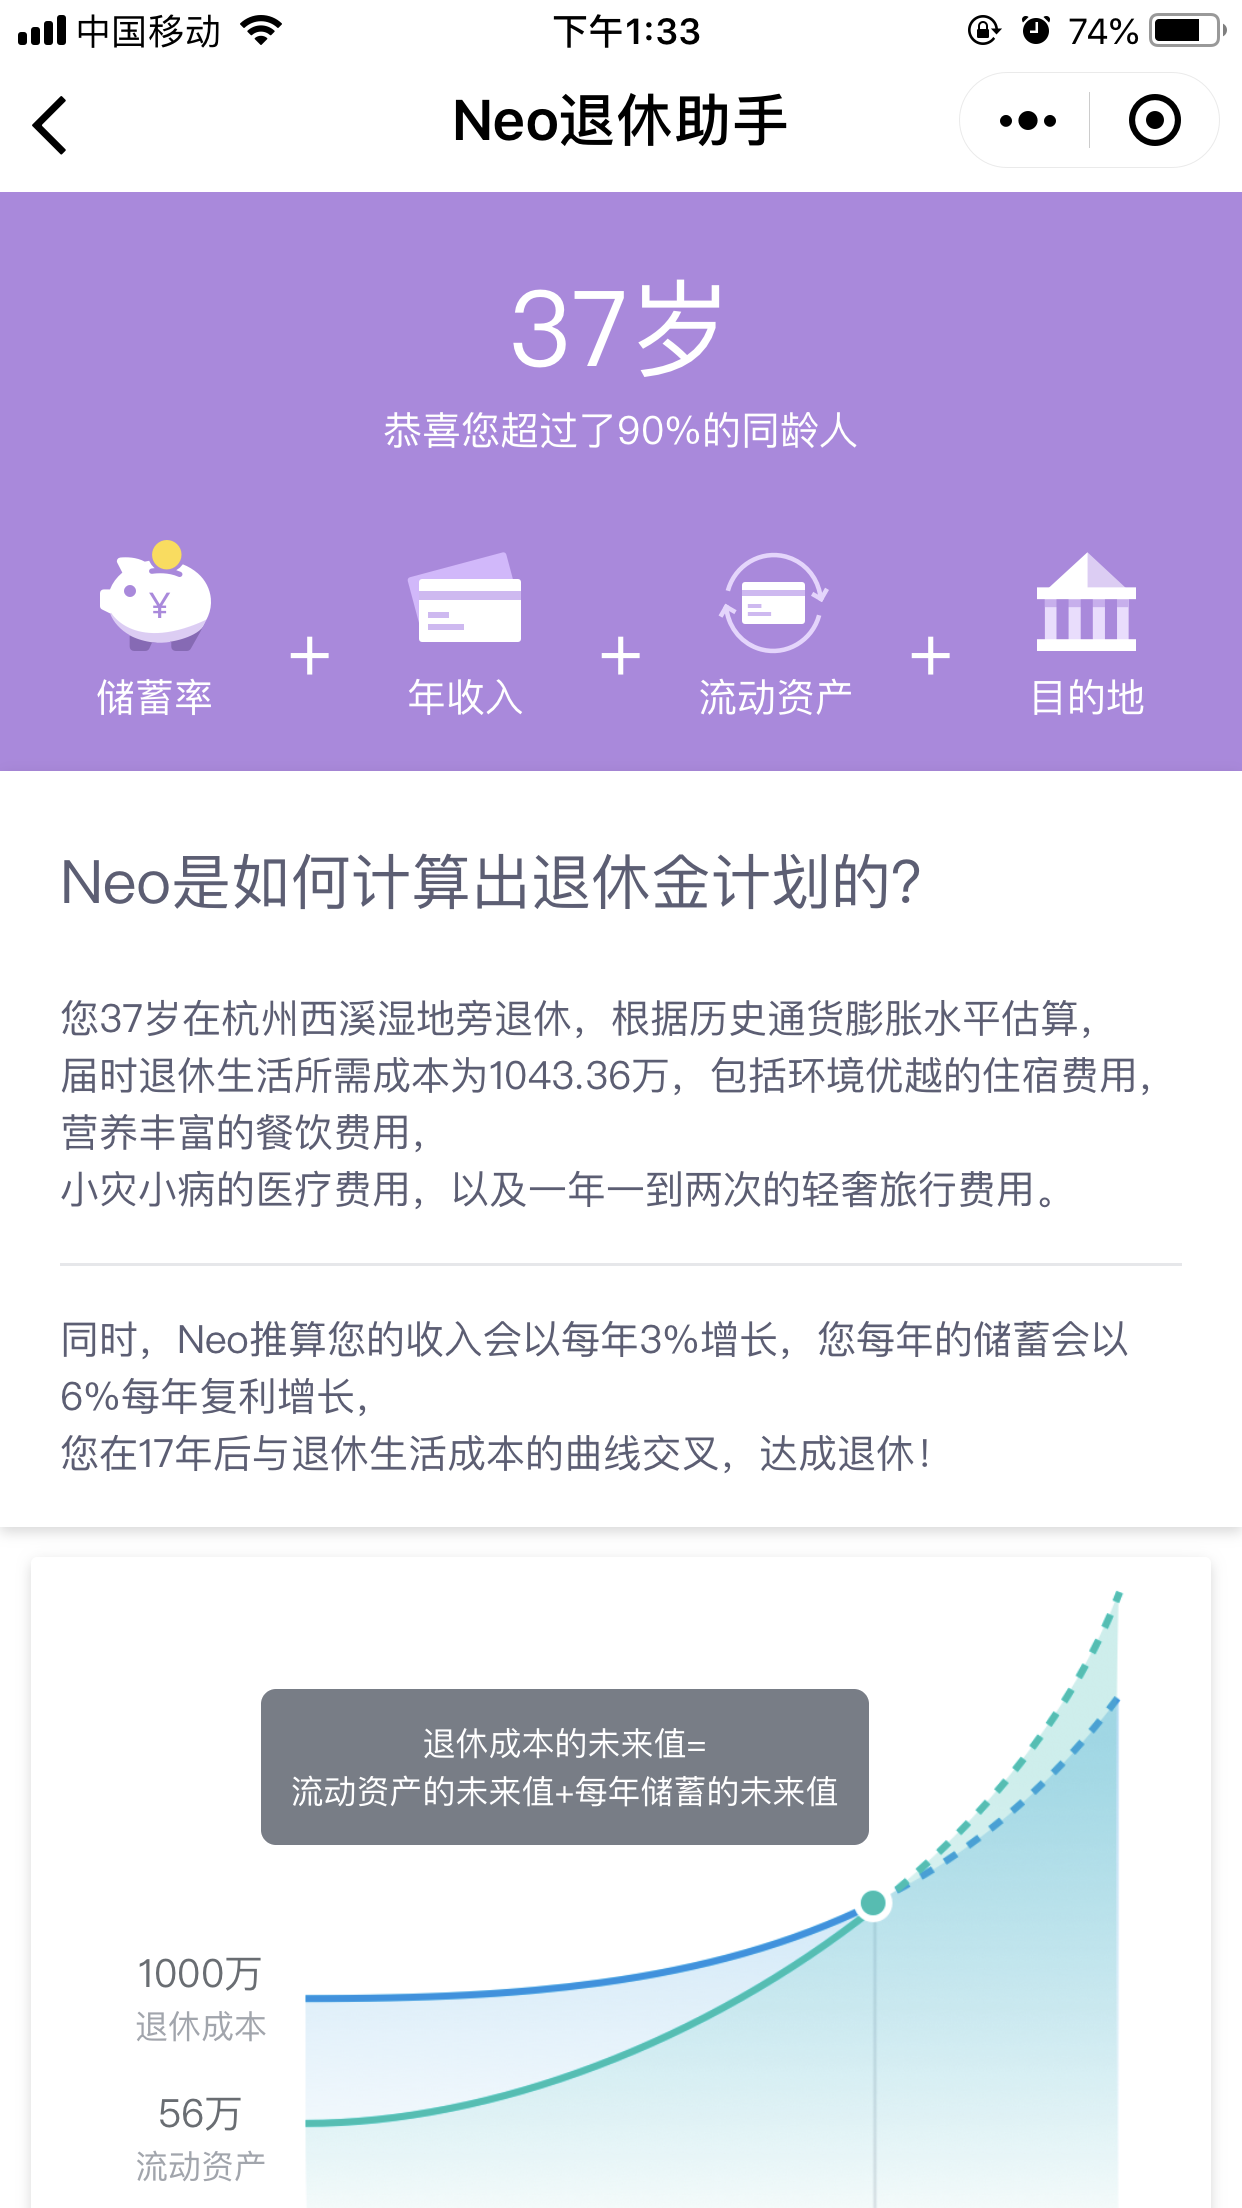 中国移动
下午1:33
74%
Neo退休助手
37岁
恭喜您超过了90%的同龄人
¥
储蓄率 + 年收入 + 流动资产 + 目的地
Neo是如何计算出退休金计划的?
您37岁在杭州西溪湿地旁退休，根据历史通货膨胀水平估算，
届时退休生活所需成本为1043.36万，包括环境优越的住宿费用，
营养丰富的餐饮费用，
小灾小病的医疗费用，以及一年一到两次的轻奢旅行费用。
同时，Neo推算您的收入会以每年3%增长，您每年的储蓄会以
6%每年复利增长，
您在17年后与退休生活成本的曲线交叉，达成退休！
退休成本的未来值=
流动资产的未来值+每年储蓄的未来值
1000万
退休成本
56万
流动资产